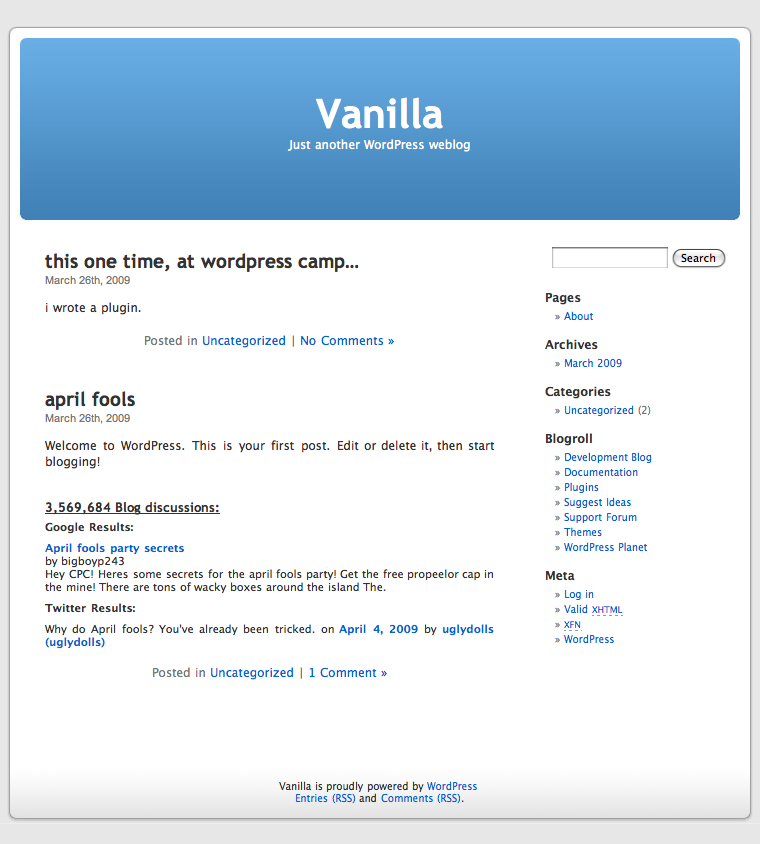 Vanilla
Just another WordPress weblog
this one time, at wordpress camp...
March 26th, 2009
i wrote a plugin.
Posted in Uncategorized | No Comments »
april fools
March 26th, 2009
Welcome to WordPress. This is your first post. Edit or delete it, then start
blogging!
3,569,684 Blog discussions:
Google Results:
April fools party secrets
by bigboyp243
Hey CPC! Heres some secrets for the april fools party! Get the free propeelor cap in
the mine! There are tons of wacky boxes around the island The.
Twitter Results:
Why do April fools? You've already been tricked. on April 4, 2009 by uglydolls
(uglydolls)
Posted in Uncategorized | 1 Comment »
Search
Pages
» About
Archives
» March 2009
Categories
» Uncategorized (2)
Blogroll
» Development Blog
» Documentation
» Plugins
» Suggest Ideas
» Support Forum
» Themes
» WordPress Planet
Meta
» Log in
» Valid XHTML
» XFN
» WordPress
Vanilla is proudly powered by WordPress
Entries (RSS) and Comments (RSS).